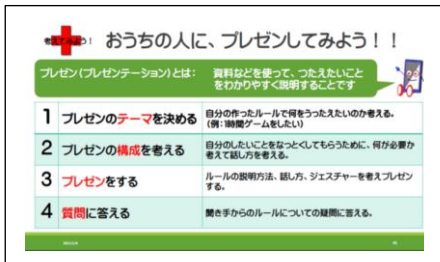 考えてみよう！ おうちの人に、プレゼンしてみよう！！
プレゼン(プレゼンテーション)とは： 資料などを使って、つたえたいこと
をわかりやすく説明することです
1 プレゼンのテーマを決める 自分の作ったルールで何をうったえたいのか考える。
(例：1時間ゲームをしたい)
2 プレゼンの構成を考える 自分のしたいことをなっとくしてもらうために、何が必要か
考えて話し方を考える。
3 プレゼンをする ルールの説明方法、話し方、ジェスチャーを考えプレゼン
する。
4 質問に答える 聞き手からのルールについての疑問に答える。